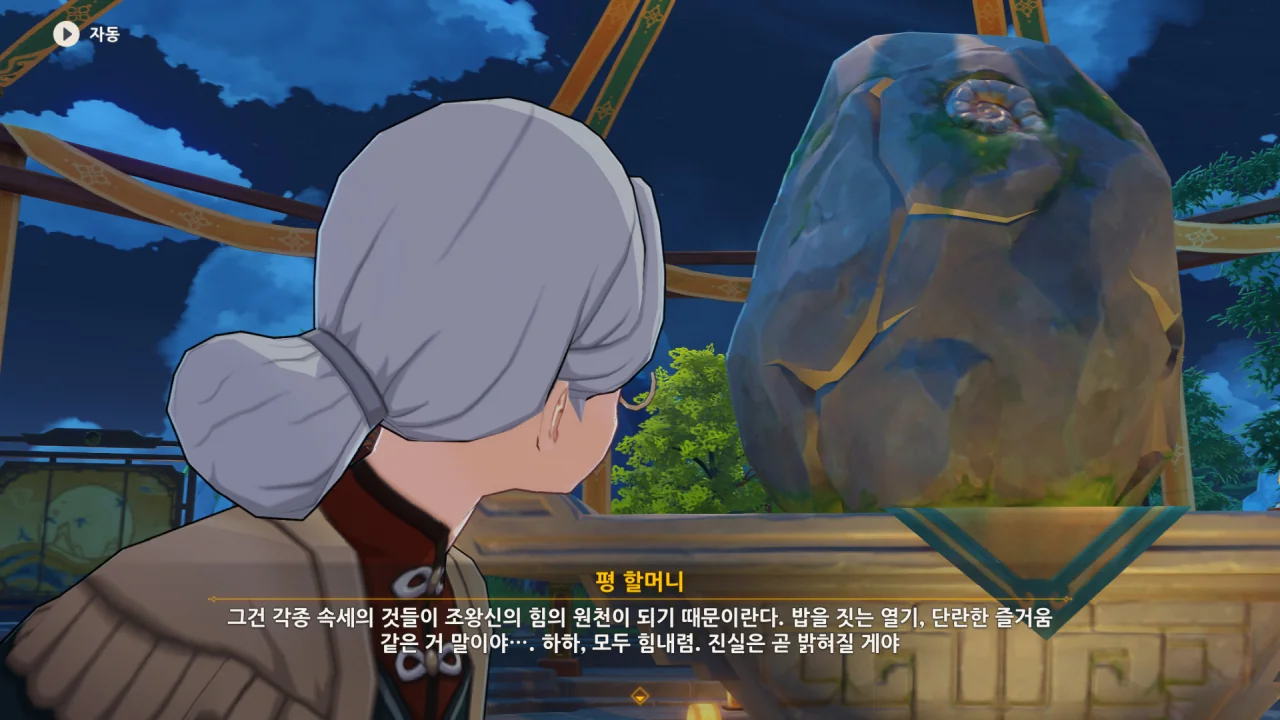 자동
평 할머니
그건 각종 속세의 것들이 조왕신의 힘의 원천이 되기 때문이란다. 밥을 짓는 열기, 단란한 즐거움
같은 거 말이야…. 하하, 모두 힘내렴. 진실은 곧 밝혀질 게야